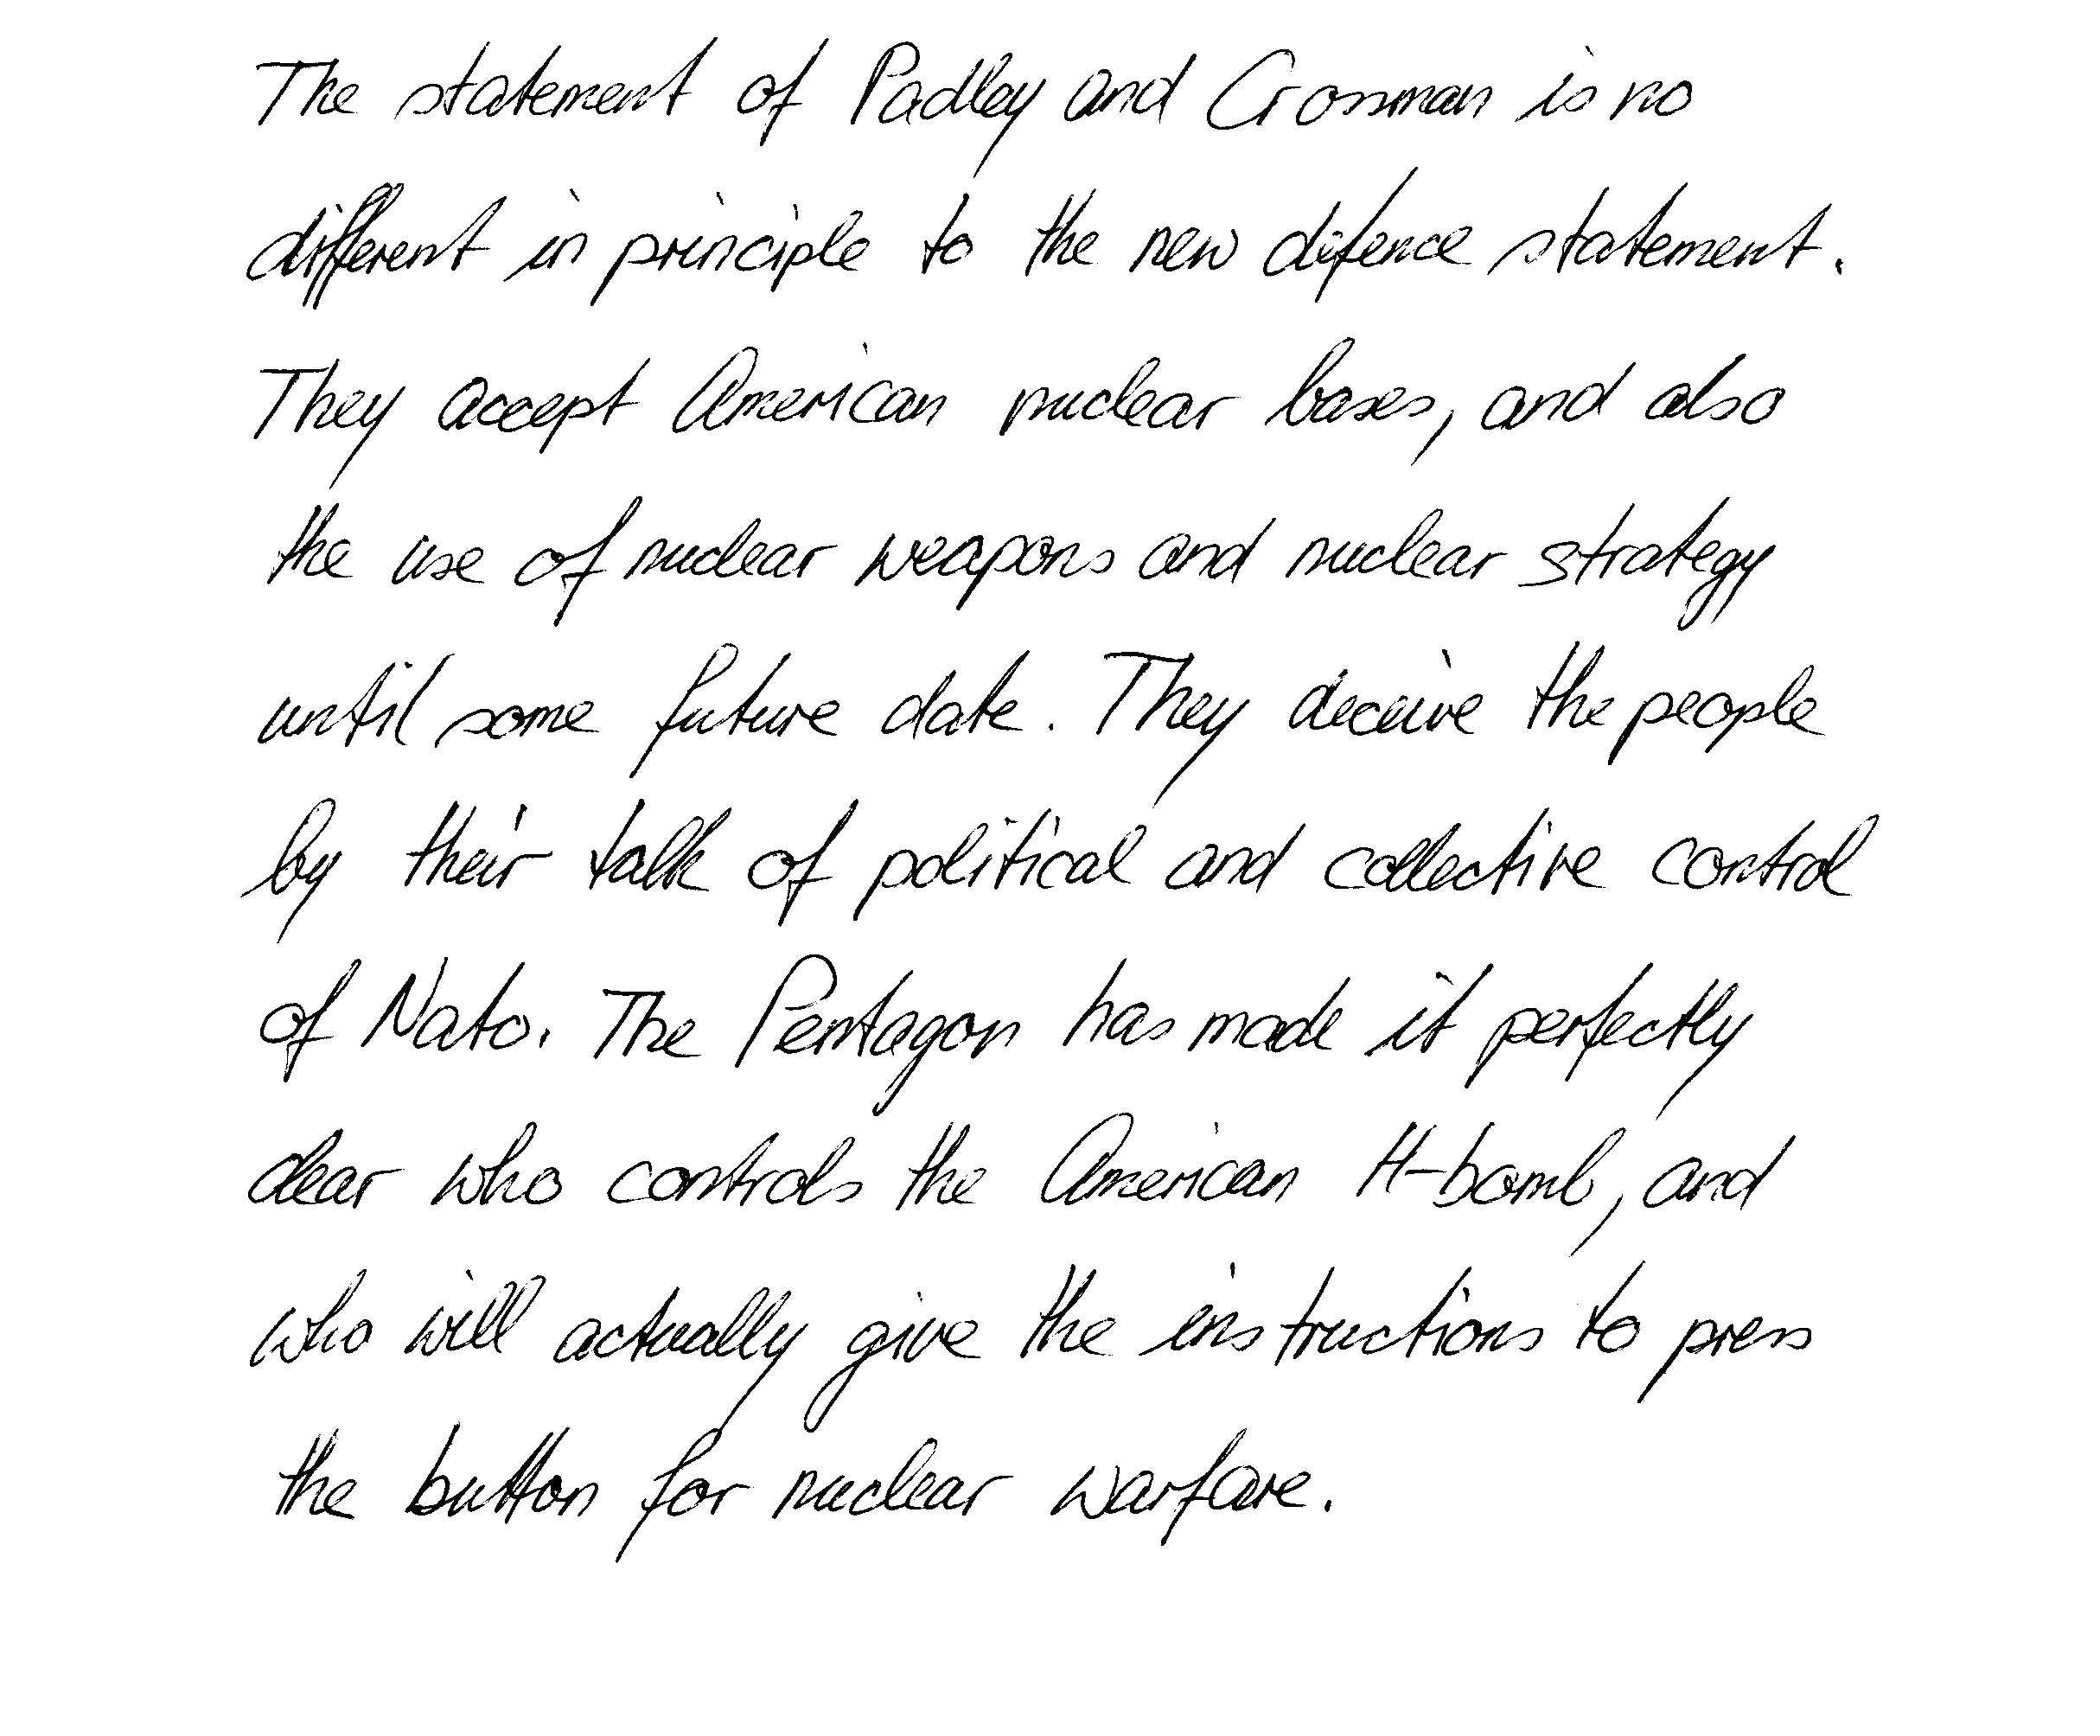 The statement of Padley and Crossman is no
different in principle to the new defence statement.
They accept American nuclear bases, and also
the use of nuclear weapons and nuclear strategy
until some future date. They deceive the people
by their talk of political and collective control
of Nato. The Pentagon has made it perfectly
clear who controls the American H-bomb, and
who will actually give the instructions to press
the button for nuclear warfare.